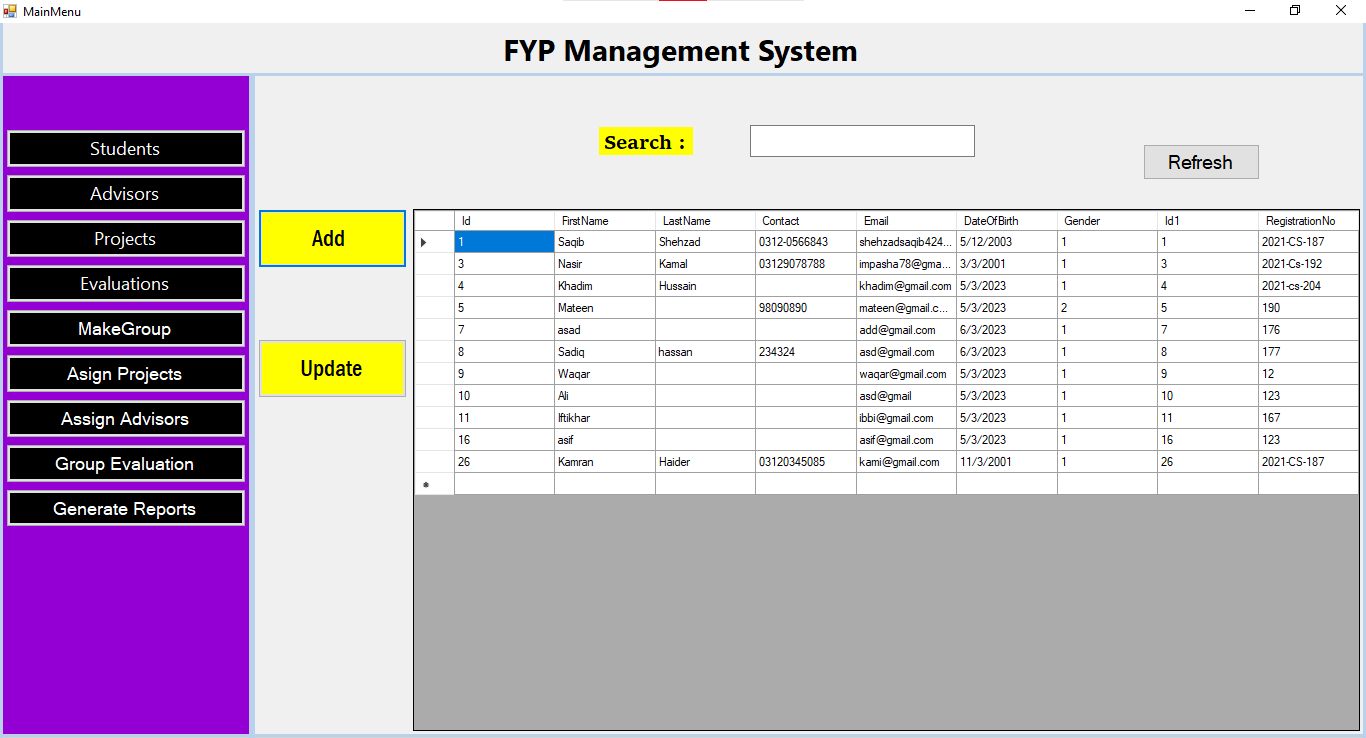 MainMenu
FYP Management System
Search :
Refresh
Students
Advisors
Projects
Evaluations
MakeGroup
Asign Projects
Assign Advisors
Group Evaluation
Generate Reports
Add
Update
Id FirstName LastName Contact Email DateOfBirth Gender Id1 RegistrationNo
1 Saqib Shehzad 0312-0566843 shehzadsaqib424... 5/12/2003 1 1 2021-CS-187
3 Nasir Kamal 03129078788 impasha78@gma... 3/3/2001 1 3 2021-Cs-192
4 Khadim Hussain khadim@gmail.com 5/3/2023 1 4 2021-cs-204
5 Mateen 98090890 mateen@gmail.c... 5/3/2023 2 5 190
7 asad add@gmail.com 6/3/2023 1 7 176
8 Sadiq hassan 234324 asd@gmail.com 6/3/2023 1 8 177
9 Waqar waqar@gmail.com 5/3/2023 1 9 12
10 Ali asd@gmail 5/3/2023 1 10 123
11 Iftikhar ibbi@gmail.com 5/3/2023 1 11 167
16 asif asif@gmail.com 5/3/2023 1 16 123
26 Kamran Haider 03120345085 kami@gmail.com 11/3/2001 1 26 2021-CS-187